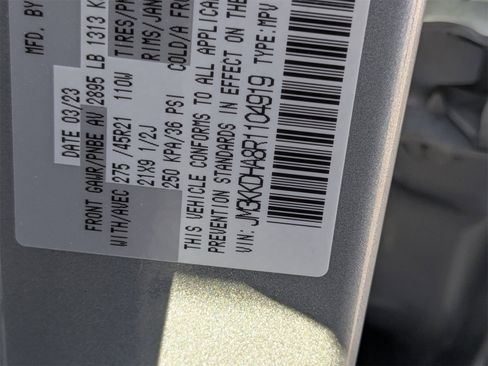 MFD. BY
DATE 03/23
FRONT GAWR/PNBE AV 2895 LB 1313 K
TIRES/PN
WITH/AVEC 275 /45R21 110W
RIMS/JAN
21X9 1/2J
COLD/A FRO
250 KPA/36 PSI
THIS VEHICLE CONFORMS TO ALL APPLICA
PREVENTION STANDARDS IN EFFECT ON THE
VIN: JM3KKDHA8R1104919 TYPE:MPV